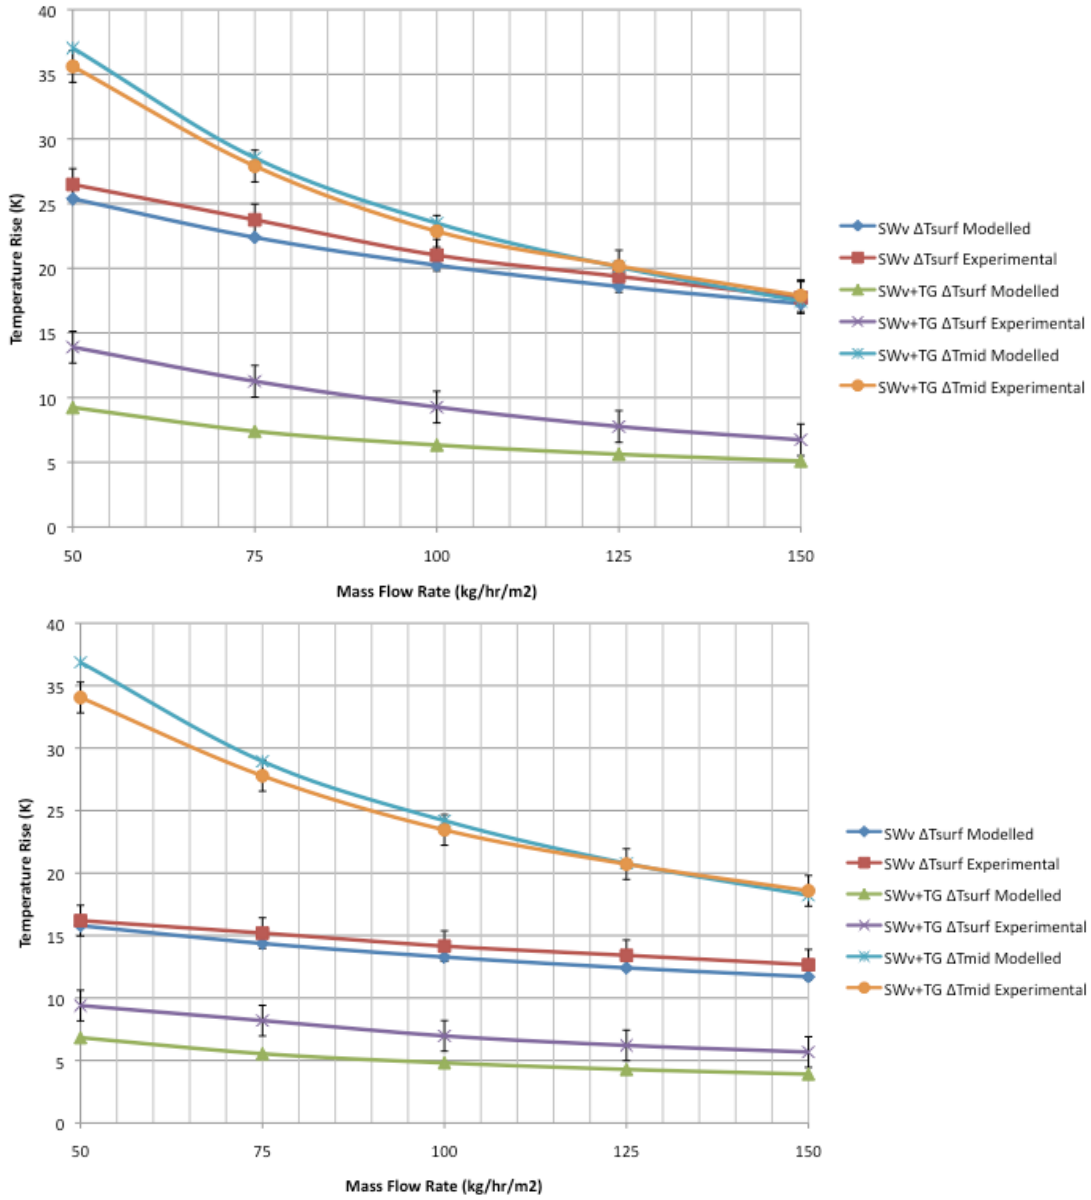 40
35
30
25
20
15
10
5
0
Temperature Rise (K)
50 75 100 125 150
Mass Flow Rate (kg/hr/m2)
SWv ΔTsurf Modelled
SWv ΔTsurf Experimental
SWv+TG ΔTsurf Modelled
SWv+TG ΔTsurf Experimental
SWv+TG ΔTmid Modelled
SWv+TG ΔTmid Experimental
40
35
30
25
20
15
10
5
0
Temperature Rise (K)
50 75 100 125 150
Mass Flow Rate (kg/hr/m2)
SWv ΔTsurf Modelled
SWv ΔTsurf Experimental
SWv+TG ΔTsurf Modelled
SWv+TG ΔTsurf Experimental
SWv+TG ΔTmid Modelled
SWv+TG ΔTmid Experimental